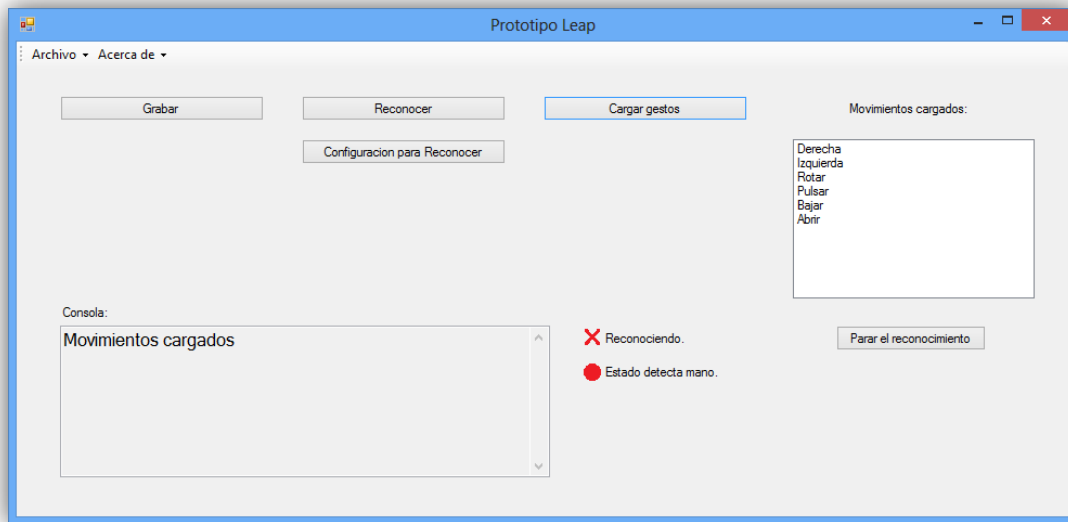 Prototipo Leap
Archivo Acerca de
Grabar Reconocer Cargar gestos Movimientos cargados:
Configuracion para Reconocer
Derecha
Izquierda
Rotar
Pulsar
Bajar
Abrir
Consola:
Movimientos cargados
Reconociendo.
Parar el reconocimiento
Estado detecta mano.